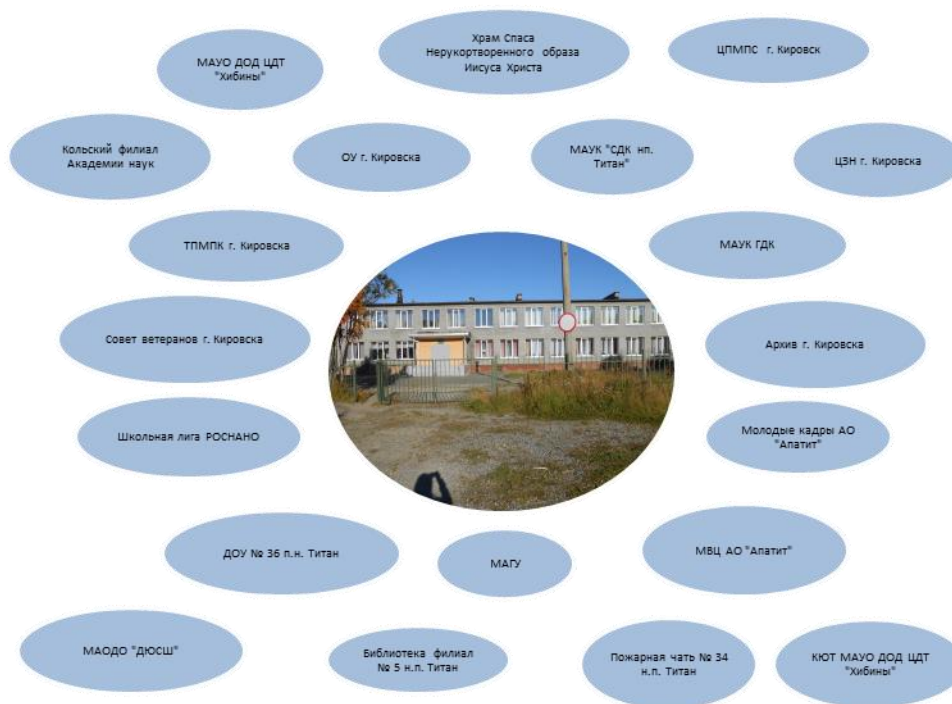 Храм Спаса
Нерукортворенного образа
Иисуса Христа
ЦПМПС г. Кировск
МАУО ДОД ЦДТ
"Хибины"
Кольский филиал
Академии наук
ОУ г. Кировска
МАУК "СДК нп.
Титан"
ЦЗН г. Кировска
ТПМПК г. Кировска
МАУК ГДК
Совет ветеранов г. Кировска
Архив г. Кировска
Школьная лига РОСНАНО
Молодые кадры АО
"Апатит"
ДОУ № 36 п.н. Титан
МАГУ
МВЦ АО "Апатит"
МАОДО "ДЮСШ"
Библиотека филиал
№ 5 н.п. Титан
Пожарная чать № 34
н.п. Титан
КЮТ МАУО ДОД ЦДТ
"Хибины"